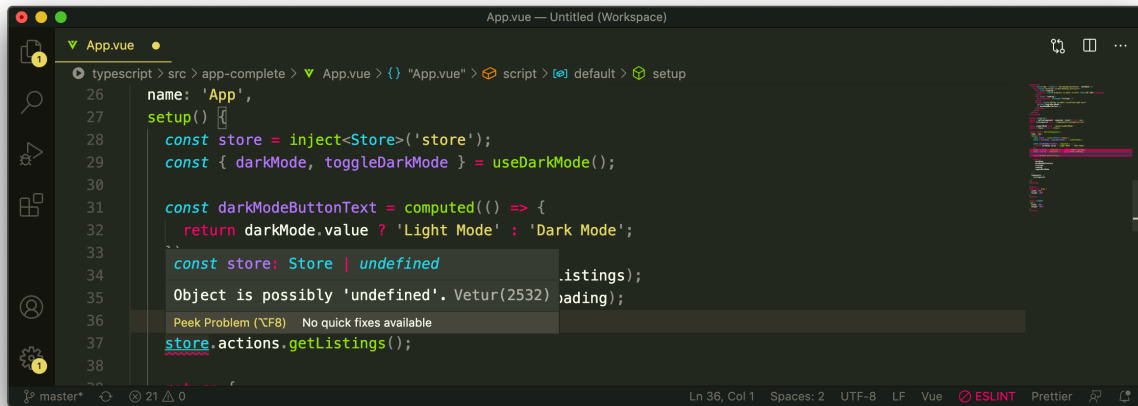 App.vue — Untitled (Workspace)
1
App.vue
typescript > src > app-complete > App.vue > {} "App.vue" > script > default > setup
26 name: 'App',
27 setup() {
28 const store = inject<Store>('store');
29 const { darkMode, toggleDarkMode } = useDarkMode();
30
31 const darkModeButtonText = computed(() => {
32 return darkMode.value ? 'Light Mode' : 'Dark Mode';
33
const store: Store | undefined
34 Listings);
Object is possibly 'undefined'. Vetur(2532)
35 oading);
36
Peek Problem (⌥F8) No quick fixes available
37 store.actions.getListings();
38
1
master* 21 0 Ln 36, Col 1 Spaces: 2 UTF-8 LF Vue ESLINT Prettier